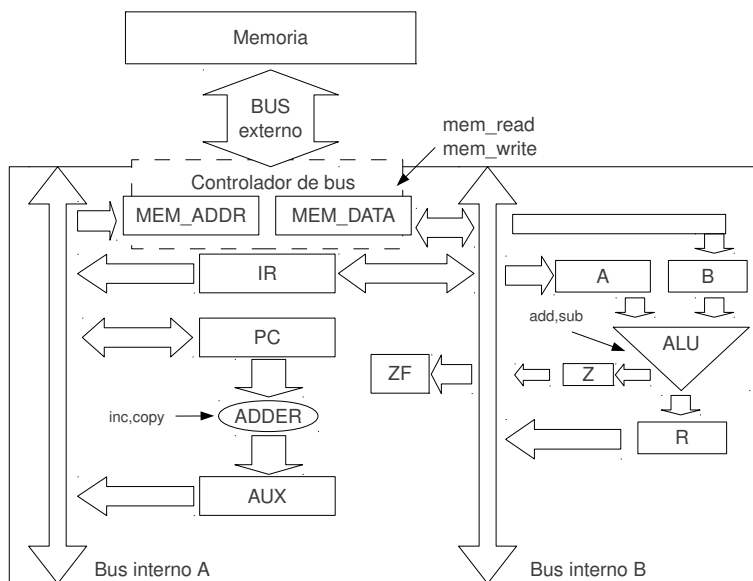 Memoria
BUS
externo
mem_read
mem_write
Controlador de bus
MEM_ADDR
MEM_DATA
IR
A
B
add,sub
ALU
PC
ZF
Z
inc,copy
ADDER
R
AUX
Bus interno A
Bus interno B